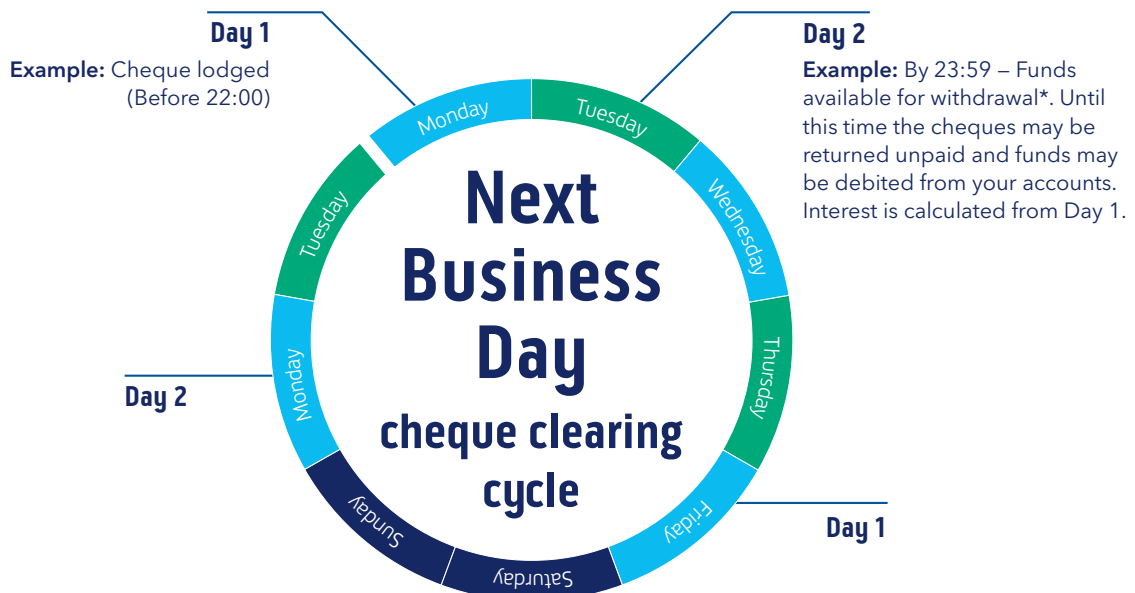 Day 1
Example: Cheque lodged
(Before 22:00)
Day 2
Example: By 23:59 – Funds
available for withdrawal*. Until
this time the cheques may be
returned unpaid and funds may
be debited from your accounts.
Interest is calculated from Day 1.
Monday
Tuesday
Wednesday
Thursday
Friday
Saturday
Sunday
Monday
Tuesday
Next
Business
Day
cheque clearing
cycle
Day 2
Day 1